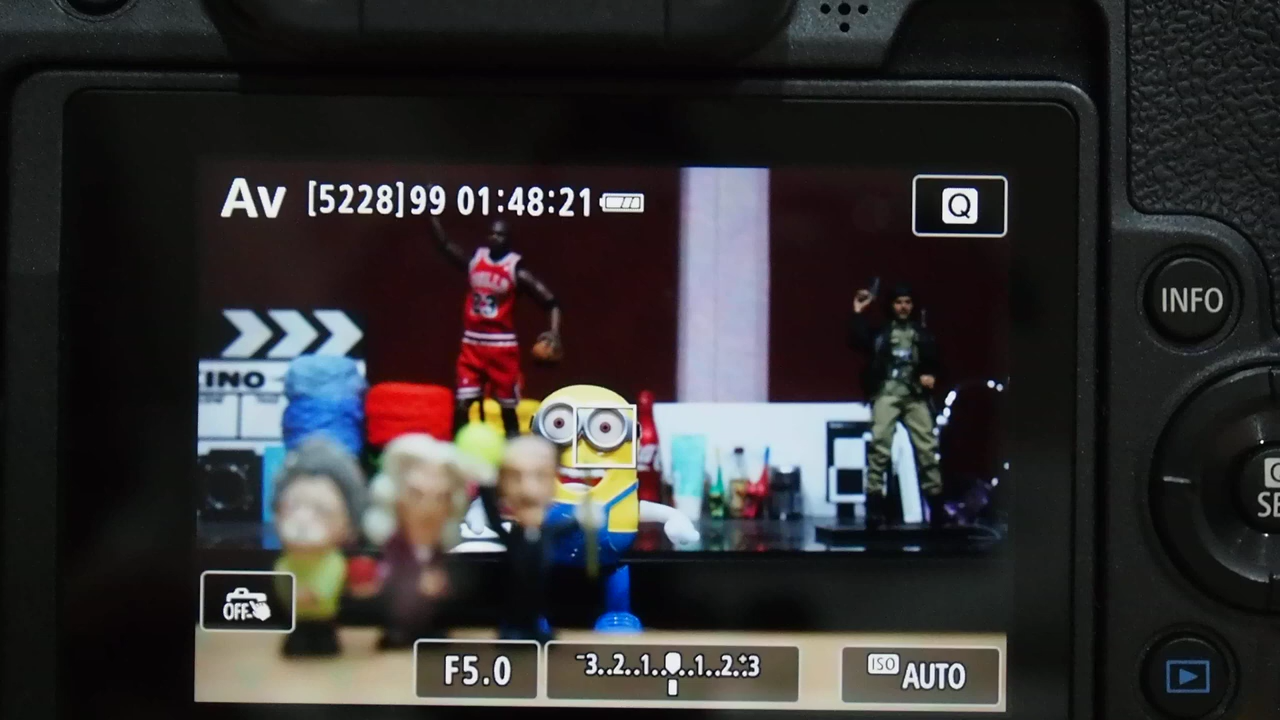 Av [5228]99 01:48:21
Q
INFO
BULLS
23
INO
OFF
F5.0
-3..2..1..0..1..2..+3
ISO AUTO